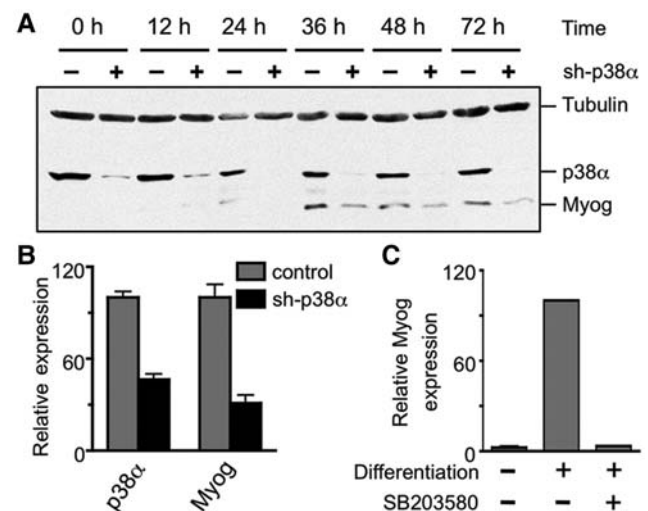 A 0 h 12 h 24 h 36 h 48 h 72 h Time
− + − + − + − + − + − + sh-p38α
Tubulin
p38α
Myog
B
120
60
0
Relative expression
control
sh-p38α
p38α
Myog
C
120
60
0
Relative Myog
expression
Differentiation − + +
SB203580 − − +